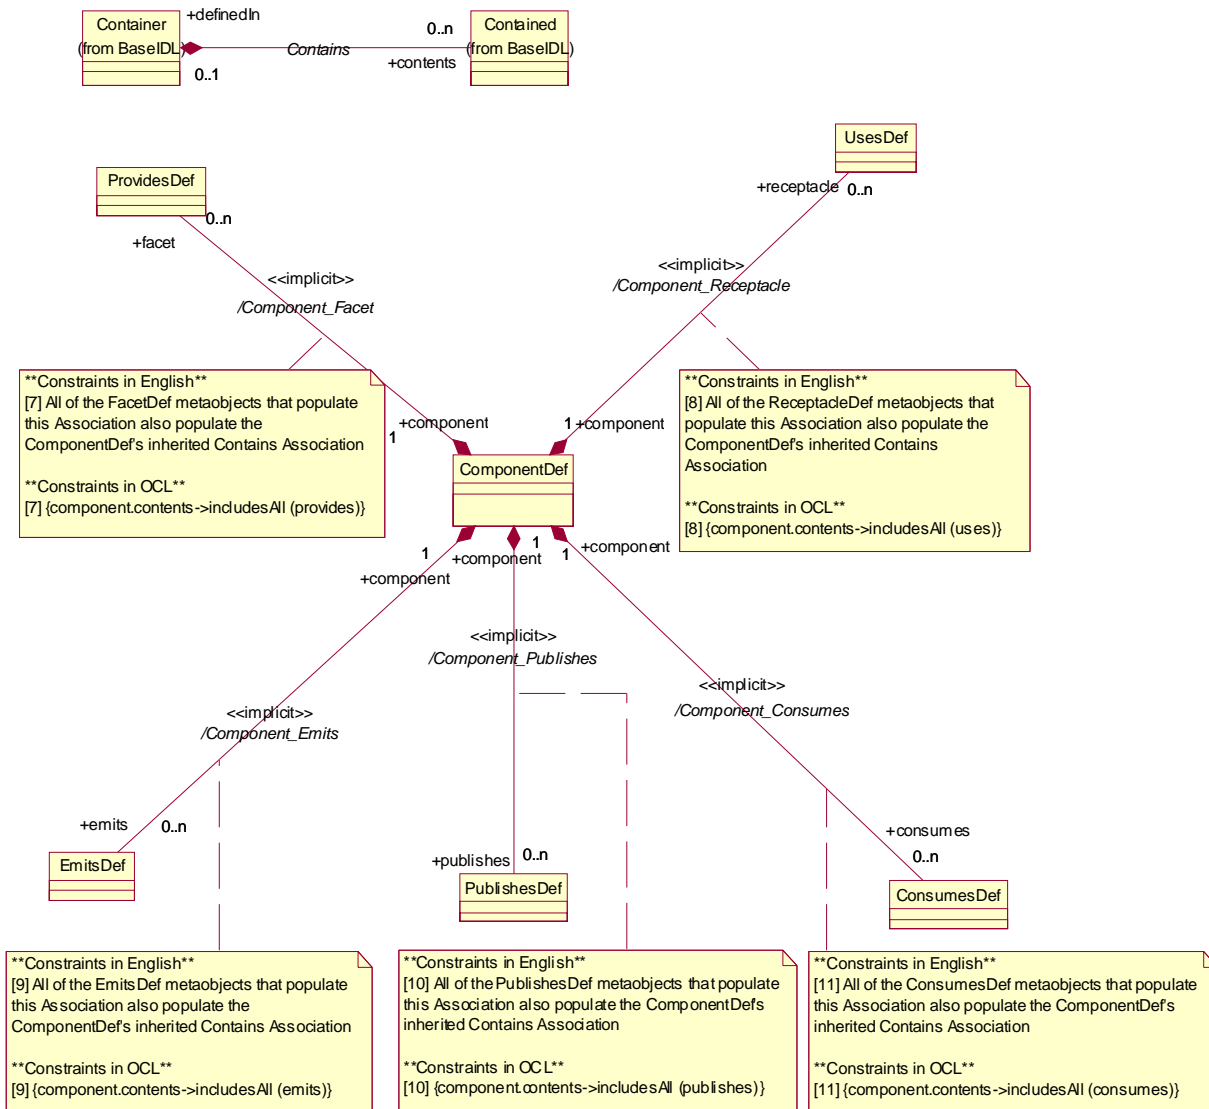 Container
(from BaseIDL)
+definedIn
0..1
Contains
0..n
+contents
Contained
(from BaseIDL)
UsesDef
+receptacle
0..n
ProvidesDef
0..n
+facet
<<implicit>>
/Component_Facet
<<implicit>>
/Component_Receptacle
**Constraints in English**
[7] All of the FacetDef metaobjects that populate
this Association also populate the
ComponentDef's inherited Contains Association
**Constraints in OCL**
[7] {component.contents->includesAll (provides)}
1
+component
1
+component
**Constraints in English**
[8] All of the ReceptacleDef metaobjects that
populate this Association also populate the
ComponentDef's inherited Contains
Association
**Constraints in OCL**
[8] {component.contents->includesAll (uses)}
ComponentDef
1
+component
1
+component
1
+component
<<implicit>>
/Component_Publishes
<<implicit>>
/Component_Consumes
<<implicit>>
/Component_Emits
+emits
0..n
EmitsDef
+publishes
0..n
PublishesDef
+consumes
0..n
ConsumesDef
**Constraints in English**
[9] All of the EmitsDef metaobjects that populate
this Association also populate the
ComponentDef's inherited Contains Association
**Constraints in OCL**
[9] {component.contents->includesAll (emits)}
**Constraints in English**
[10] All of the PublishesDef metaobjects that populate
this Association also populate the ComponentDef's
inherited Contains Association
**Constraints in OCL**
[10] {component.contents->includesAll (publishes)}
**Constraints in English**
[11] All of the ConsumesDef metaobjects that populate
this Association also populate the ComponentDef's
inherited Contains Association
**Constraints in OCL**
[11] {component.contents->includesAll (consumes)}